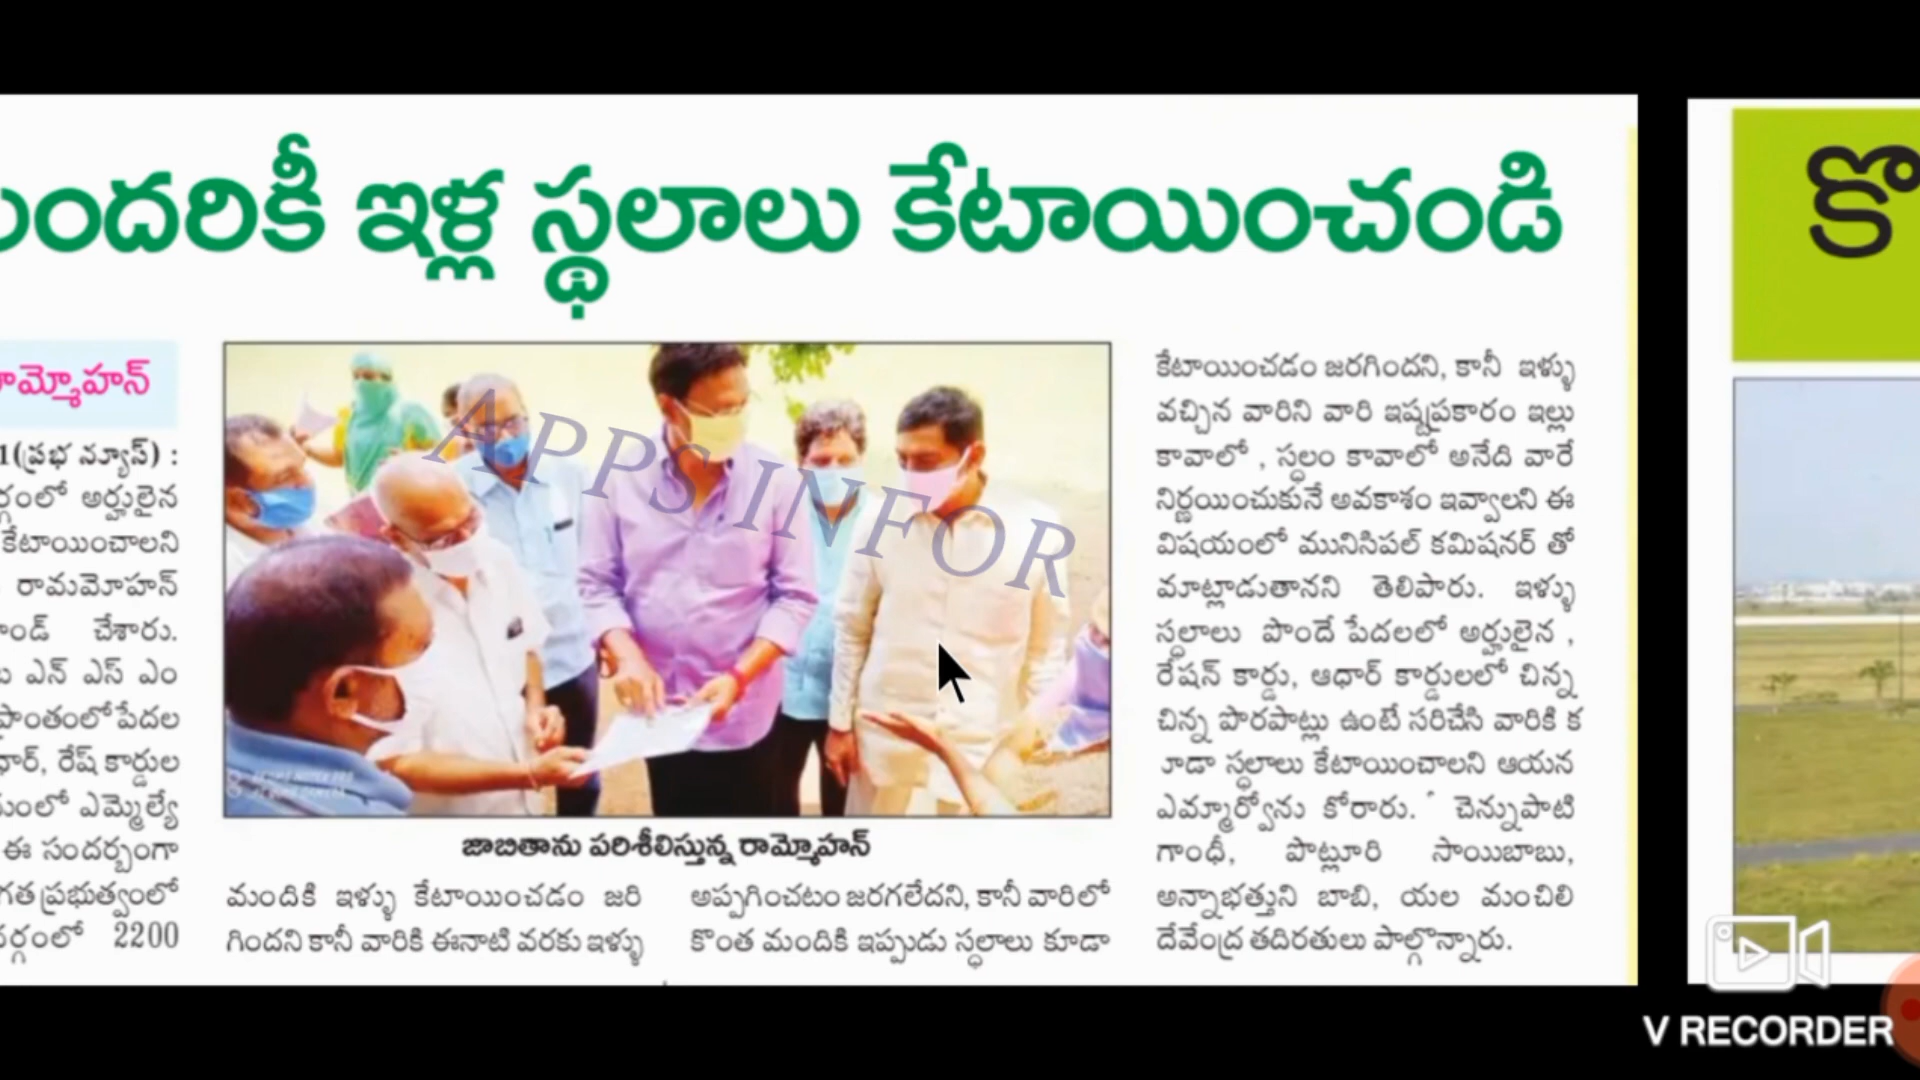 ందరికీ ఇళ్ల స్థలాలు కేటాయించండి
కొ
ామ్మోహన్
1(ప్రభ న్యూస్) :
ర్గంలో అర్హులైన
కేటాయించాలని
రామమోహన్
ాండ్ చేశారు.
ఎన్ ఎస్ ఎం
ప్రాంతంలోపేదల
ధార్, రేష్ కార్డుల
ఎమ్మెల్యే
ఈ సందర్భంగా
గత ప్రభుత్వంలో
వర్గంలో 2200
APPS INFOR
జాబితాను పరిశీలిస్తున్న రామ్మోహన్
మందికి ఇళ్ళు కేటాయించడం జరి
గిందని కానీ వారికి ఈనాటి వరకు ఇళ్ళు
అప్పగించటం జరగలేదని, కానీ వారిలో
కొంత మందికి ఇప్పుడు స్థలాలు కూడా
కేటాయించడం జరగిందని, కానీ ఇళ్ళు
వచ్చిన వారిని వారి ఇష్టప్రకారం ఇల్లు
కావాలో , స్థలం కావాలో అనేది వారే
నిర్ణయించుకునే అవకాశం ఇవ్వాలని ఈ
విషయంలో మునిసిపల్ కమిషనర్ తో
మాట్లాడుతానని తెలిపారు. ఇళ్ళు
స్థలాలు పొందే పేదలలో అర్హులైన ,
రేషన్ కార్డు, ఆధార్ కార్డులలో చిన్న
చిన్న పొరపాట్లు ఉంటే సరిచేసి వారికి క
ూడా స్థలాలు కేటాయించాలని ఆయన
ఎమ్మార్వోను కోరారు. చెన్నుపాటి
గాంధీ, పొట్లూరి సాయిబాబు,
అన్నాభత్తుని బాబి, యల మంచిలి
దేవేంద్ర తదిరతులు పాల్గొన్నారు.
V RECORDER